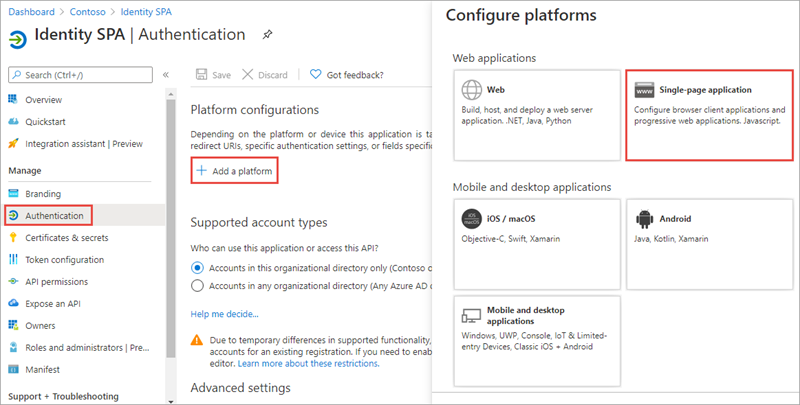 Dashboard > Contoso > Identity SPA
Identity SPA | Authentication
Search (Ctrl+/)
«
Overview
Quickstart
Integration assistant | Preview
Manage
Branding
Authentication
Certificates & secrets
Token configuration
API permissions
Expose an API
Owners
Roles and administrators | Pre...
Manifest
Support + Troubleshooting
Save
Discard
Got feedback?
Platform configurations
Depending on the platform or device this application is ta
redirect URIs, specific authentication settings, or fields specifi
+ Add a platform
Supported account types
Who can use this application or access this API?
Accounts in this organizational directory only (Contoso o
Accounts in any organizational directory (Any Azure AD d
Help me decide...
Due to temporary differences in supported functionality,
accounts for an existing registration. If you need to enabl
editor. Learn more about these restrictions.
Advanced settings
Configure platforms
Web applications
Web
Build, host, and deploy a web server
application. .NET, Java, Python
www
Single-page application
Configure browser client applications and
progressive web applications. Javascript.
Mobile and desktop applications
iOS
macOS
iOS / macOS
Objective-C, Swift, Xamarin
Android
Java, Kotlin, Xamarin
Mobile and desktop
applications
Windows, UWP, Console, IoT & Limited-
entry Devices, Classic iOS + Android